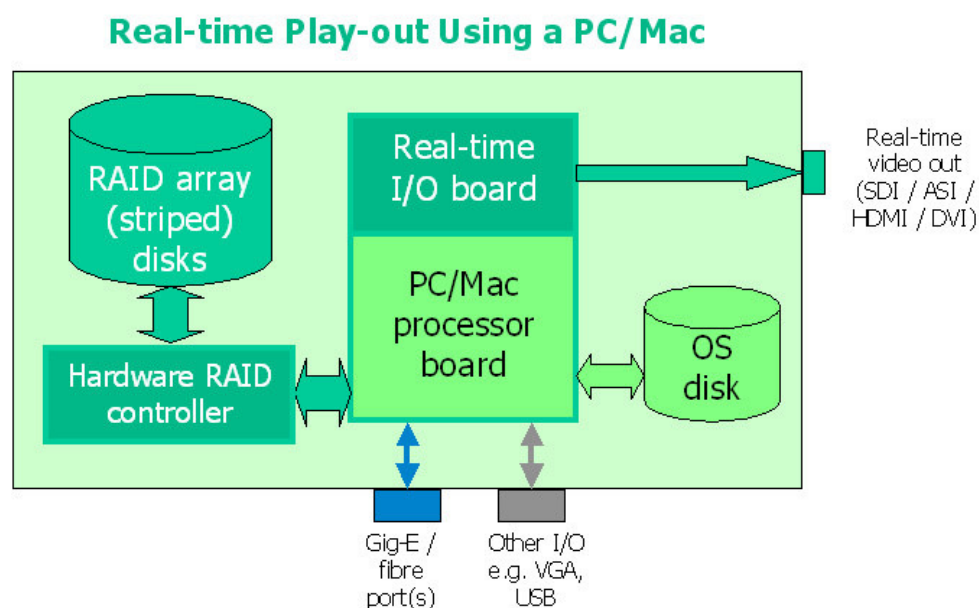 Real-time Play-out Using a PC/Mac
RAID array
(striped)
disks
Real-time
I/O board
Real-time
video out
(SDI / ASI /
HDMI / DVI)
PC/Mac
processor
board
OS
disk
Hardware RAID
controller
Gig-E /
fibre
port(s)
Other I/O
e.g. VGA,
USB